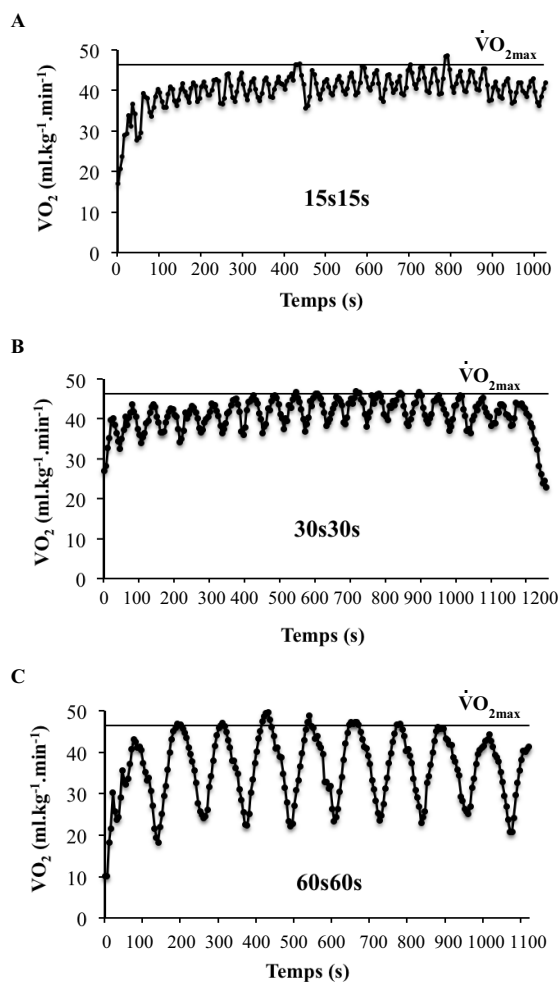 A
V̇O2max
50
40
30
20
10
0
VO2 (ml.kg-1.min-1)
15s15s
0 100 200 300 400 500 600 700 800 900 1000
Temps (s)
B
V̇O2max
50
40
30
20
10
0
VO2 (ml.kg-1.min-1)
30s30s
0 100 200 300 400 500 600 700 800 900 1000 1100 1200
Temps (s)
C
V̇O2max
50
40
30
20
10
0
VO2 (ml.kg-1.min-1)
60s60s
0 100 200 300 400 500 600 700 800 900 1000 1100
Temps (s)